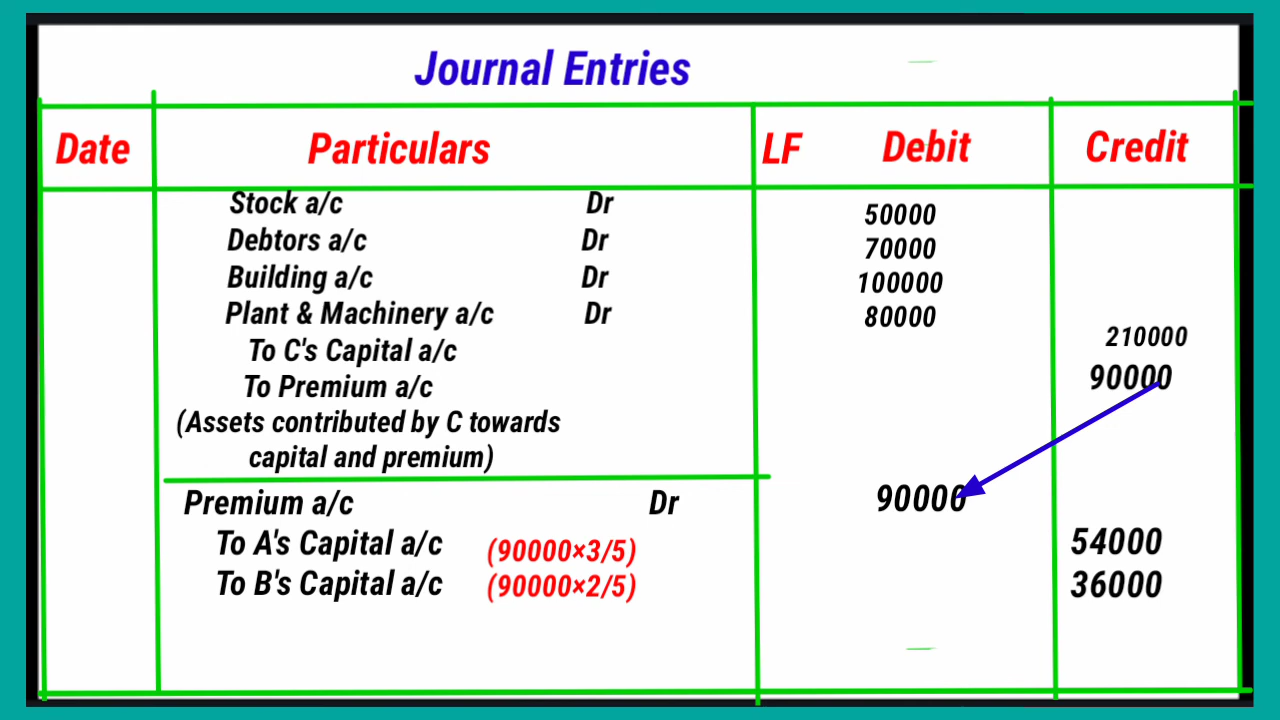 Journal Entries
Date Particulars LF Debit Credit
Stock a/c Dr 50000
Debtors a/c Dr 70000
Building a/c Dr 100000
Plant & Machinery a/c Dr 80000
To C's Capital a/c 210000
To Premium a/c 90000
(Assets contributed by C towards
capital and premium)
Premium a/c Dr 90000
To A's Capital a/c (90000×3/5) 54000
To B's Capital a/c (90000×2/5) 36000